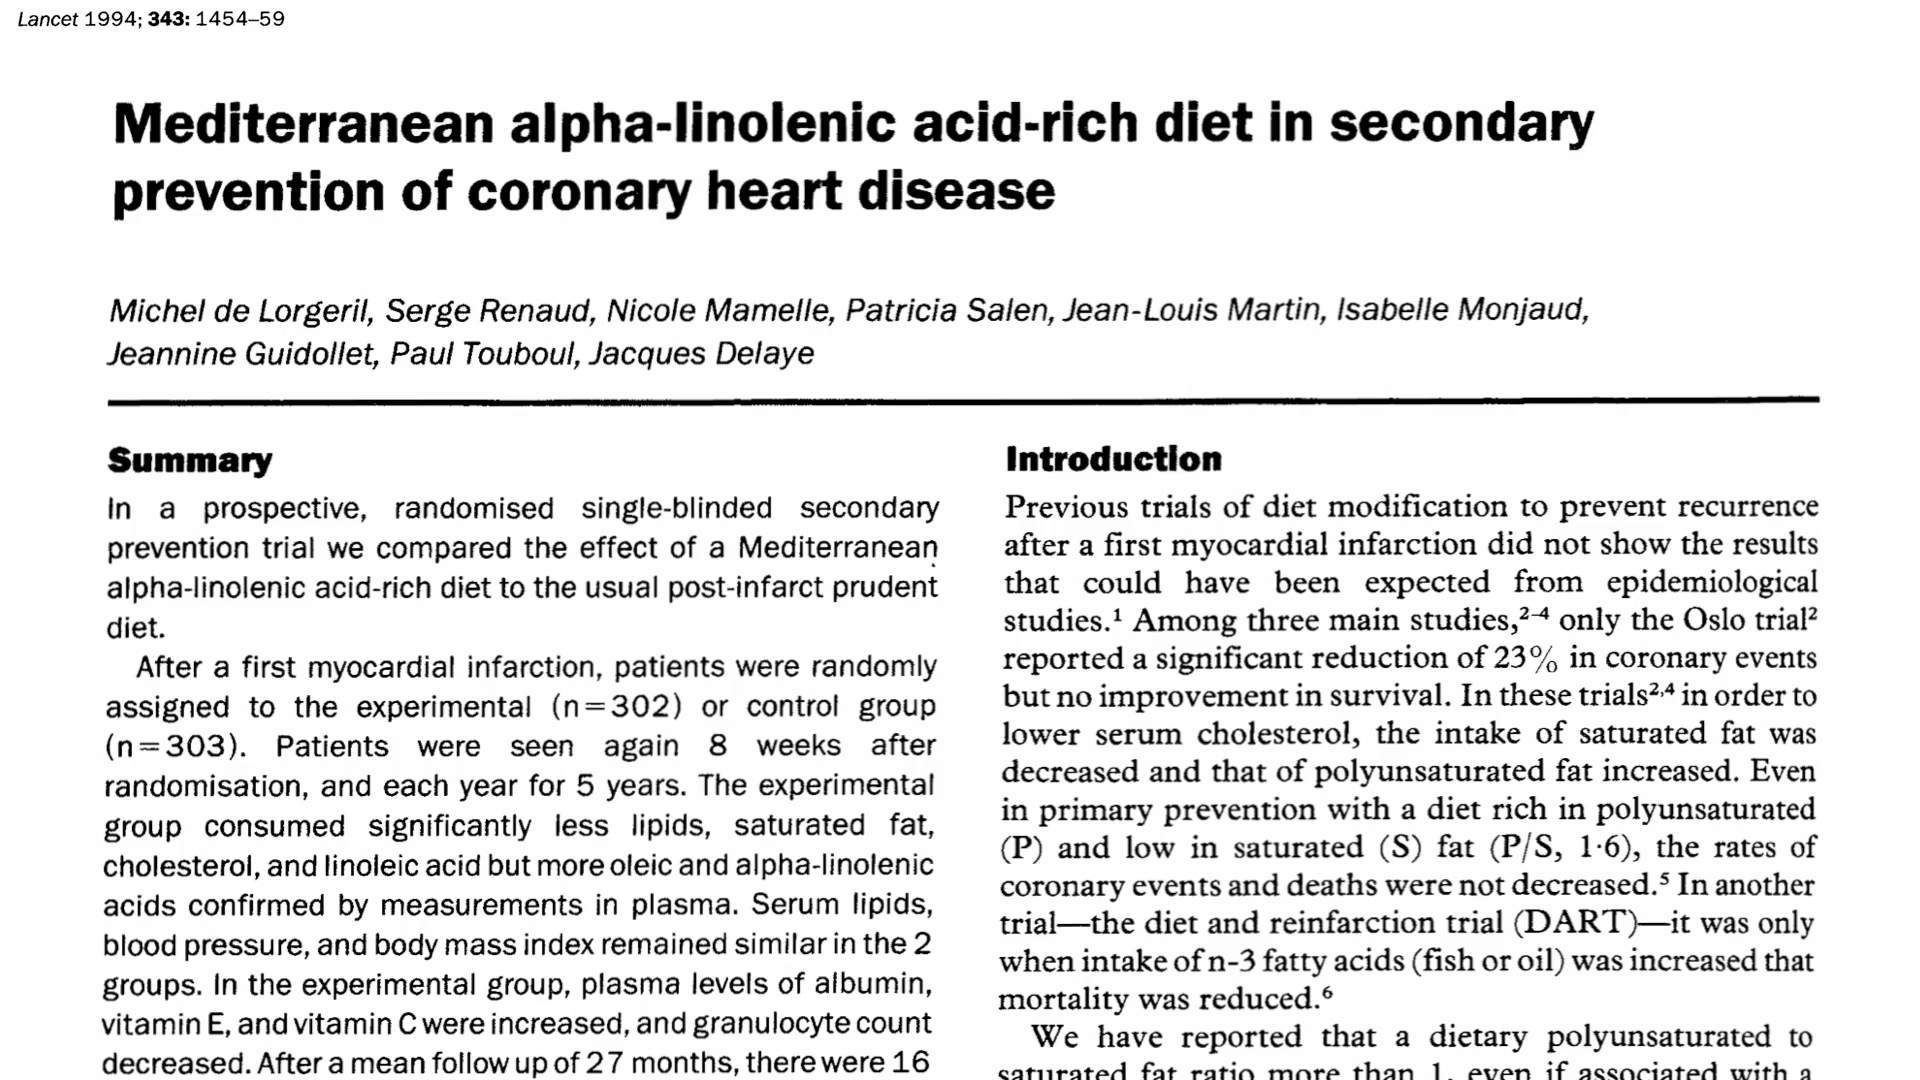 Lancet 1994; 343: 1454–59
Mediterranean alpha-linolenic acid-rich diet in secondary
prevention of coronary heart disease
Michel de Lorgeril, Serge Renaud, Nicole Mamelle, Patricia Salen, Jean-Louis Martin, Isabelle Monjaud,
Jeannine Guidollet, Paul Touboul, Jacques Delaye
Summary
In a prospective, randomised single-blinded secondary
prevention trial we compared the effect of a Mediterranean
alpha-linolenic acid-rich diet to the usual post-infarct prudent
diet.
After a first myocardial infarction, patients were randomly
assigned to the experimental (n=302) or control group
(n=303). Patients were seen again 8 weeks after
randomisation, and each year for 5 years. The experimental
group consumed significantly less lipids, saturated fat,
cholesterol, and linoleic acid but more oleic and alpha-linolenic
acids confirmed by measurements in plasma. Serum lipids,
blood pressure, and body mass index remained similar in the 2
groups. In the experimental group, plasma levels of albumin,
vitamin E, and vitamin C were increased, and granulocyte count
decreased. After a mean follow up of 27 months, there were 16
Introduction
Previous trials of diet modification to prevent recurrence
after a first myocardial infarction did not show the results
that could have been expected from epidemiological
studies.¹ Among three main studies,²⁻⁴ only the Oslo trial²
reported a significant reduction of 23% in coronary events
but no improvement in survival. In these trials²,⁴ in order to
lower serum cholesterol, the intake of saturated fat was
decreased and that of polyunsaturated fat increased. Even
in primary prevention with a diet rich in polyunsaturated
(P) and low in saturated (S) fat (P/S, 1·6), the rates of
coronary events and deaths were not decreased.⁵ In another
trial—the diet and reinfarction trial (DART)—it was only
when intake of n-3 fatty acids (fish or oil) was increased that
mortality was reduced.⁶
We have reported that a dietary polyunsaturated to
saturated fat ratio more than 1, even if associated with a